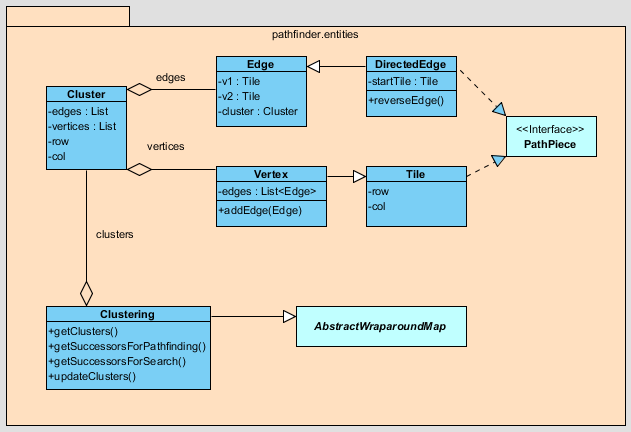 pathfinder.entities
Edge
-v1 : Tile
-v2 : Tile
-cluster : Cluster
DirectedEdge
-startTile : Tile
+reverseEdge()
edges
Cluster
-edges : List
-vertices : List
-row
-col
<<Interface>>
PathPiece
vertices
Vertex
-edges : List<Edge>
+addEdge(Edge)
Tile
-row
-col
clusters
Clustering
+getClusters()
+getSuccessorsForPathfinding()
+getSuccessorsForSearch()
+updateClusters()
AbstractWraparoundMap